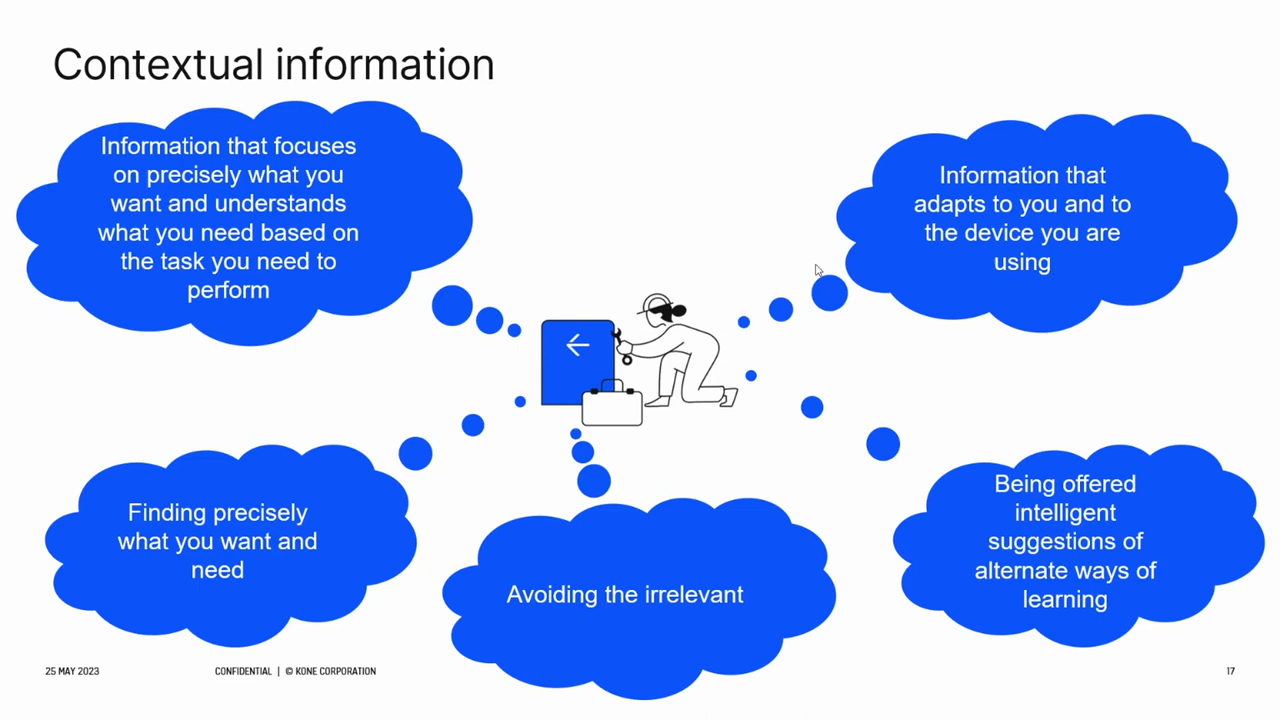 Contextual information
Information that focuses
on precisely what you
want and understands
what you need based on
the task you need to
perform
Information that
adapts to you and to
the device you are
using
Finding precisely
what you want and
need
Avoiding the irrelevant
Being offered
intelligent
suggestions of
alternate ways of
learning
25 MAY 2023
CONFIDENTIAL | © KONE CORPORATION
17